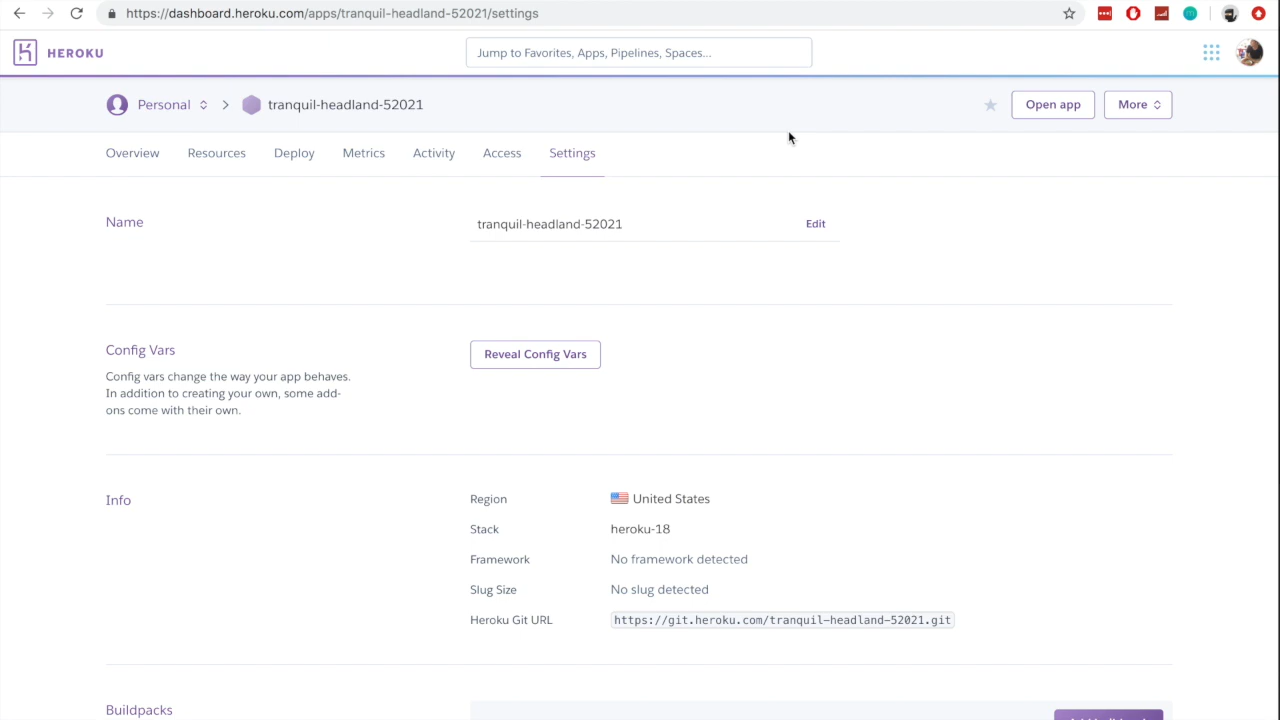 https://dashboard.heroku.com/apps/tranquil-headland-52021/settings
HEROKU
Jump to Favorites, Apps, Pipelines, Spaces...
Personal
tranquil-headland-52021
Open app
More
Overview Resources Deploy Metrics Activity Access Settings
Name
tranquil-headland-52021
Edit
Config Vars
Config vars change the way your app behaves.
In addition to creating your own, some add-
ons come with their own.
Reveal Config Vars
Info
Region United States
Stack heroku-18
Framework No framework detected
Slug Size No slug detected
Heroku Git URL https://git.heroku.com/tranquil-headland-52021.git
Buildpacks